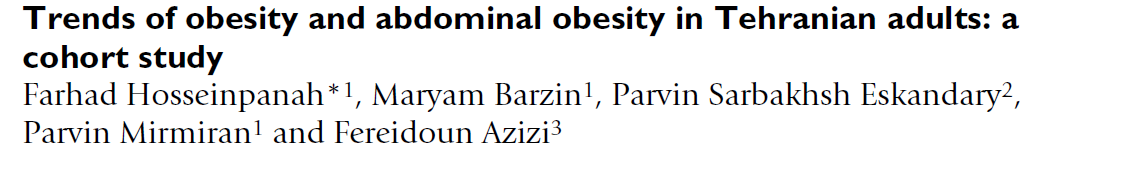 Trends of obesity and abdominal obesity in Tehranian adults: a
cohort study
Farhad Hosseinpanah*1, Maryam Barzin1, Parvin Sarbakhsh Eskandary2,
Parvin Mirmiran1 and Fereidoun Azizi3